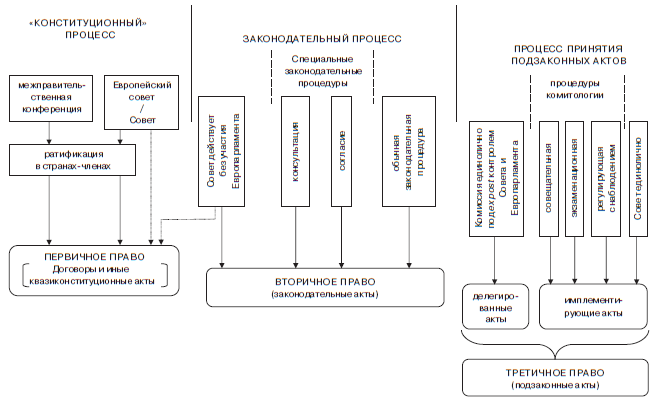 «КОНСТИТУЦИОННЫЙ»
ПРОЦЕСС
межправитель-
ственная
конференция
Европейский
совет
/
Совет
ратификация
в странах-членах
ПЕРВИЧНОЕ ПРАВО
Договоры и иные
квазиконституционные акты
ЗАКОНОДАТЕЛЬНЫЙ ПРОЦЕСС
Специальные
законодательные
процедуры
Совет действует
без участия
Европарламента
консультация
согласие
обычная
законодательная
процедура
ВТОРИЧНОЕ ПРАВО
(законодательные акты)
ПРОЦЕСС ПРИНЯТИЯ
ПОДЗАКОННЫХ АКТОВ
процедуры
комитологии
Комиссия единолично
под ex post контролем
Совета и
Европарламента
совещательная
экзаменационная
регулирующая
с наблюдением
Совет единолично
делегиро-
ванные
акты
имплементи-
рующие акты
ТРЕТИЧНОЕ ПРАВО
(подзаконные акты)